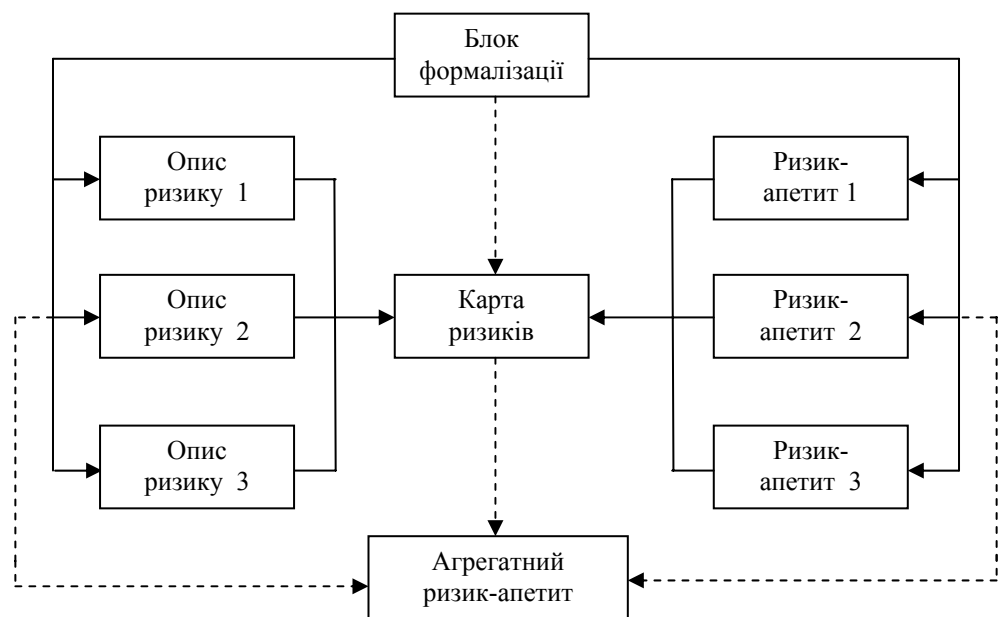 Блок
формалізації
Опис
ризику 1
Ризик-
апетит 1
Опис
ризику 2
Карта
ризиків
Ризик-
апетит 2
Опис
ризику 3
Ризик-
апетит 3
Агрегатний
ризик-апетит